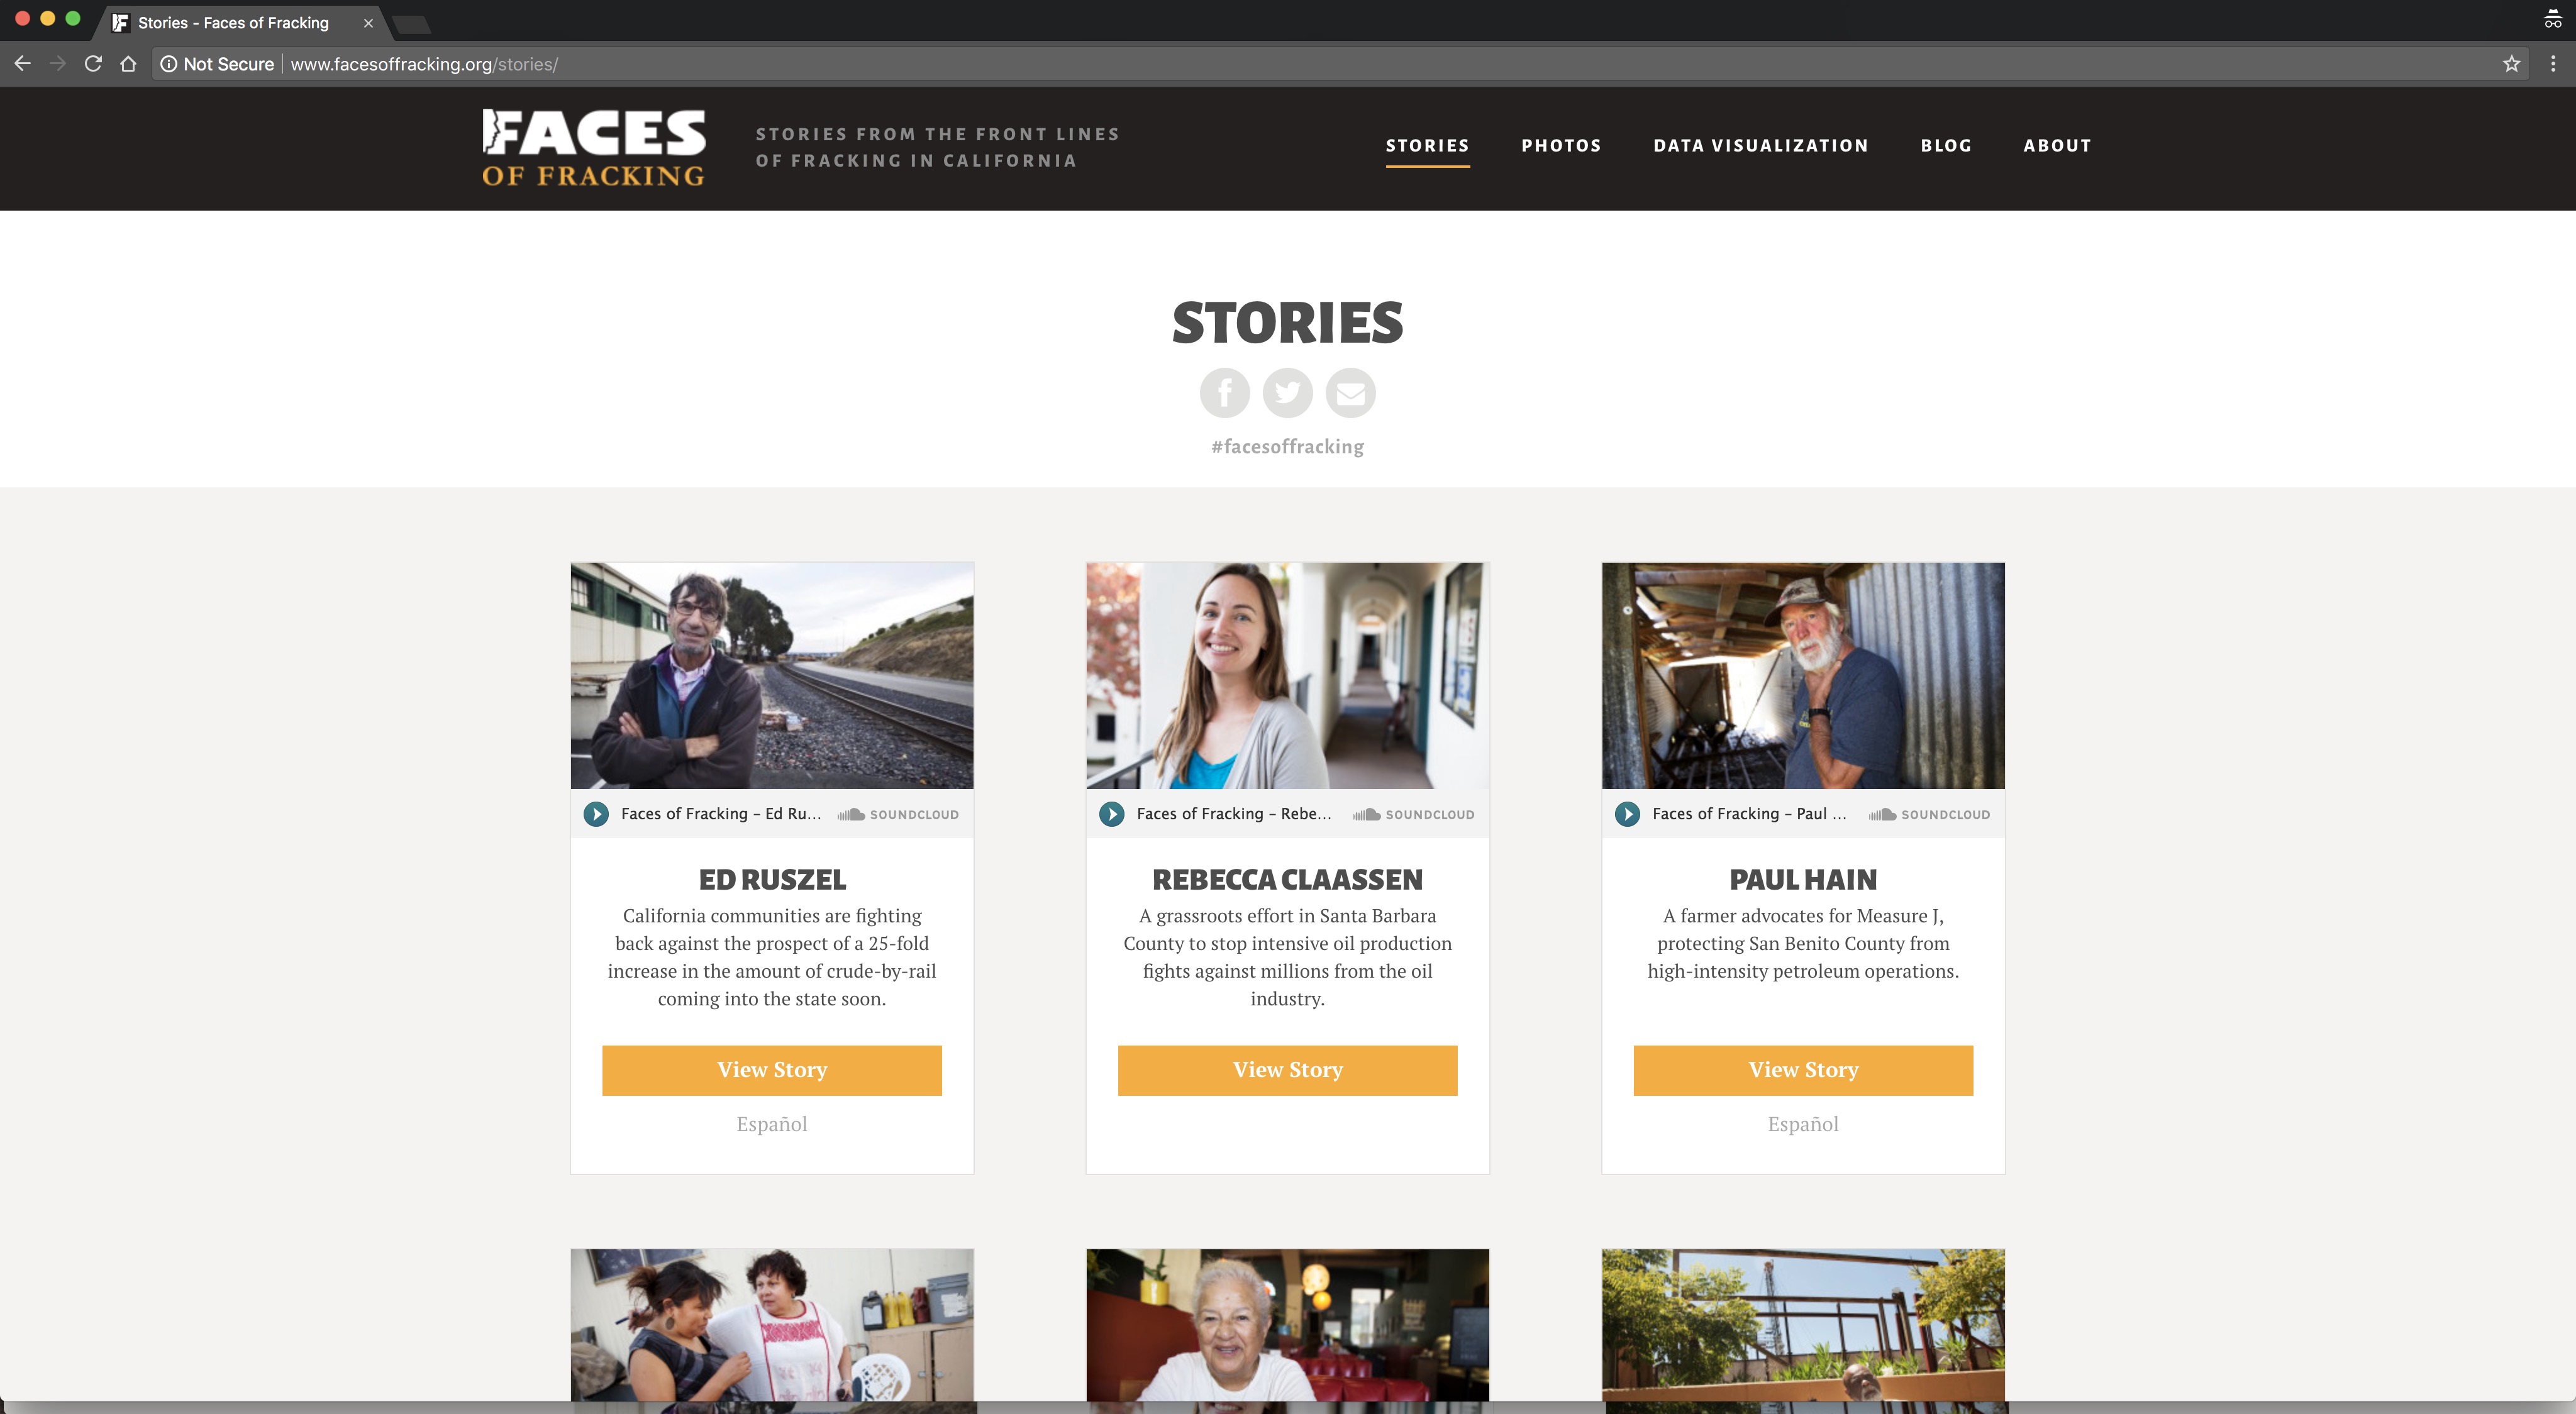 Stories - Faces of Fracking
Not Secure www.facesoffracking.org/stories/
FACES
OF FRACKING
STORIES FROM THE FRONT LINES
OF FRACKING IN CALIFORNIA
STORIES PHOTOS DATA VISUALIZATION BLOG ABOUT
STORIES
#facesoffracking
Faces of Fracking – Ed Ru... SOUNDCLOUD
ED RUSZEL
California communities are fighting
back against the prospect of a 25-fold
increase in the amount of crude-by-rail
coming into the state soon.
View Story
Español
Faces of Fracking – Rebe... SOUNDCLOUD
REBECCA CLAASSEN
A grassroots effort in Santa Barbara
County to stop intensive oil production
fights against millions from the oil
industry.
View Story
Faces of Fracking – Paul ... SOUNDCLOUD
PAUL HAIN
A farmer advocates for Measure J,
protecting San Benito County from
high-intensity petroleum operations.
View Story
Español